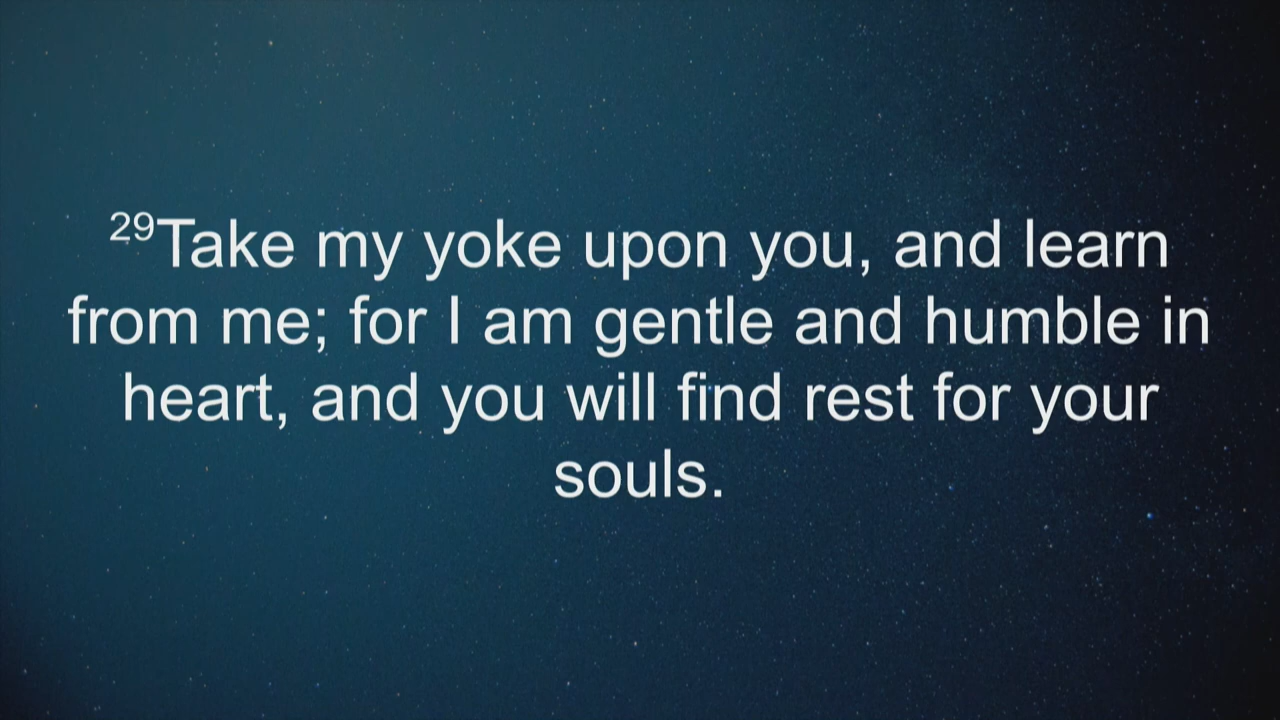 29Take my yoke upon you, and learn
from me; for I am gentle and humble in
heart, and you will find rest for your
souls.